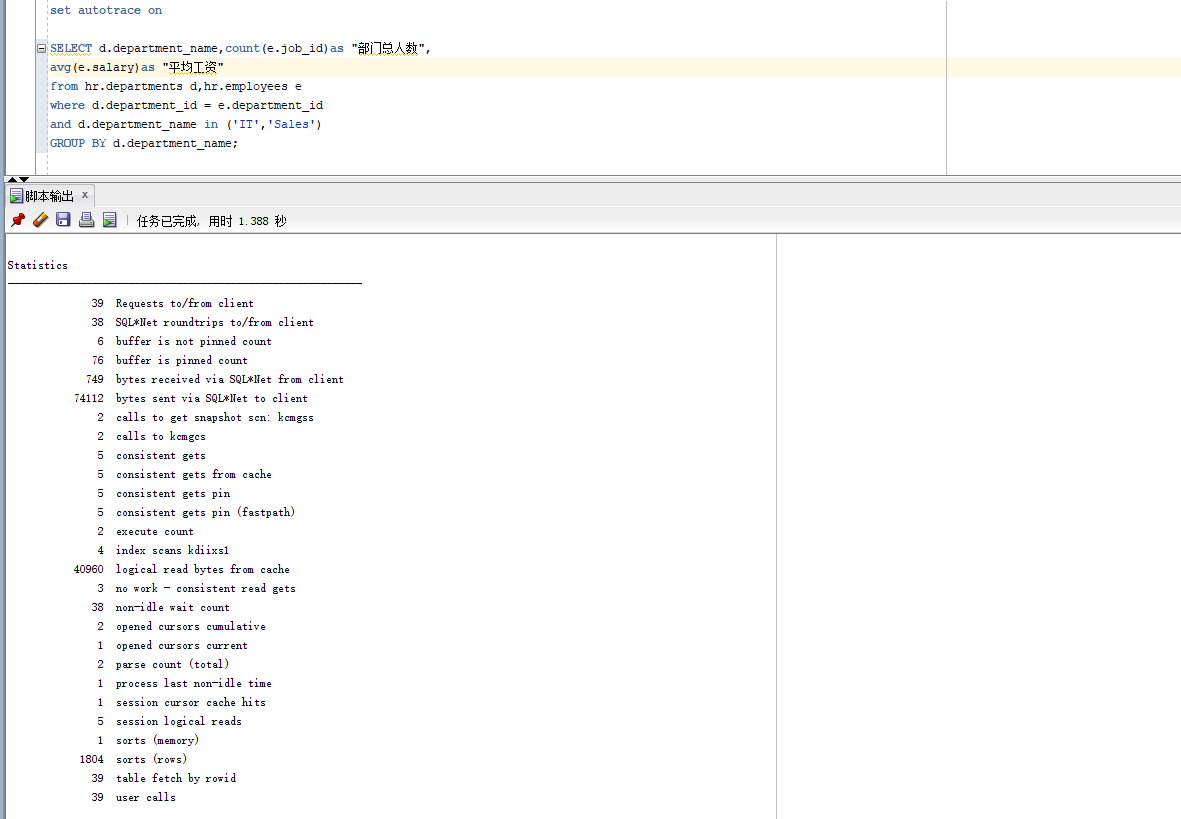 set autotrace on
SELECT d.department_name,count(e.job_id)as "部门总人数",
avg(e.salary)as "平均工资"
from hr.departments d,hr.employees e
where d.department_id = e.department_id
and d.department_name in ('IT','Sales')
GROUP BY d.department_name;
脚本输出 x
任务已完成, 用时 1.388 秒
Statistics
-----------------------------------------------------------
39 Requests to/from client
38 SQL*Net roundtrips to/from client
6 buffer is not pinned count
76 buffer is pinned count
749 bytes received via SQL*Net from client
74112 bytes sent via SQL*Net to client
2 calls to get snapshot scn: kcmgss
2 calls to kcmgcs
5 consistent gets
5 consistent gets from cache
5 consistent gets pin
5 consistent gets pin (fastpath)
2 execute count
4 index scans kdiixs1
40960 logical read bytes from cache
3 no work - consistent read gets
38 non-idle wait count
2 opened cursors cumulative
1 opened cursors current
2 parse count (total)
1 process last non-idle time
1 session cursor cache hits
5 session logical reads
1 sorts (memory)
1804 sorts (rows)
39 table fetch by rowid
39 user calls